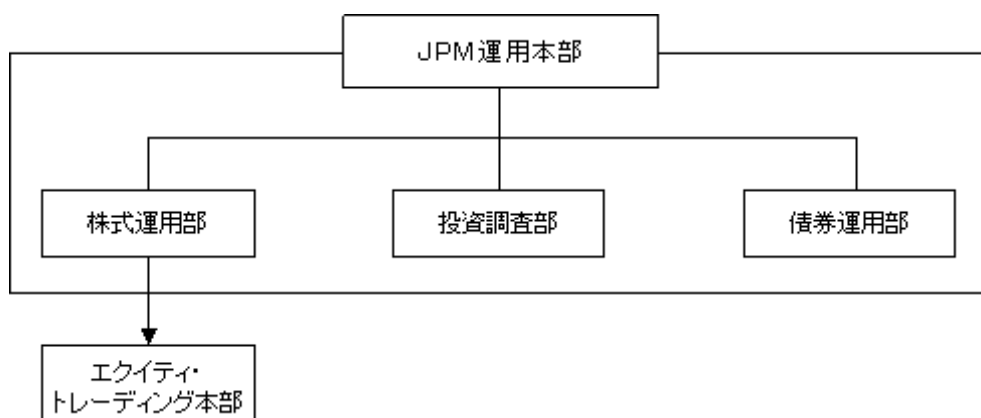 JPM運用本部
株式運用部
投資調査部
債券運用部
エクイティ・
トレーディング本部